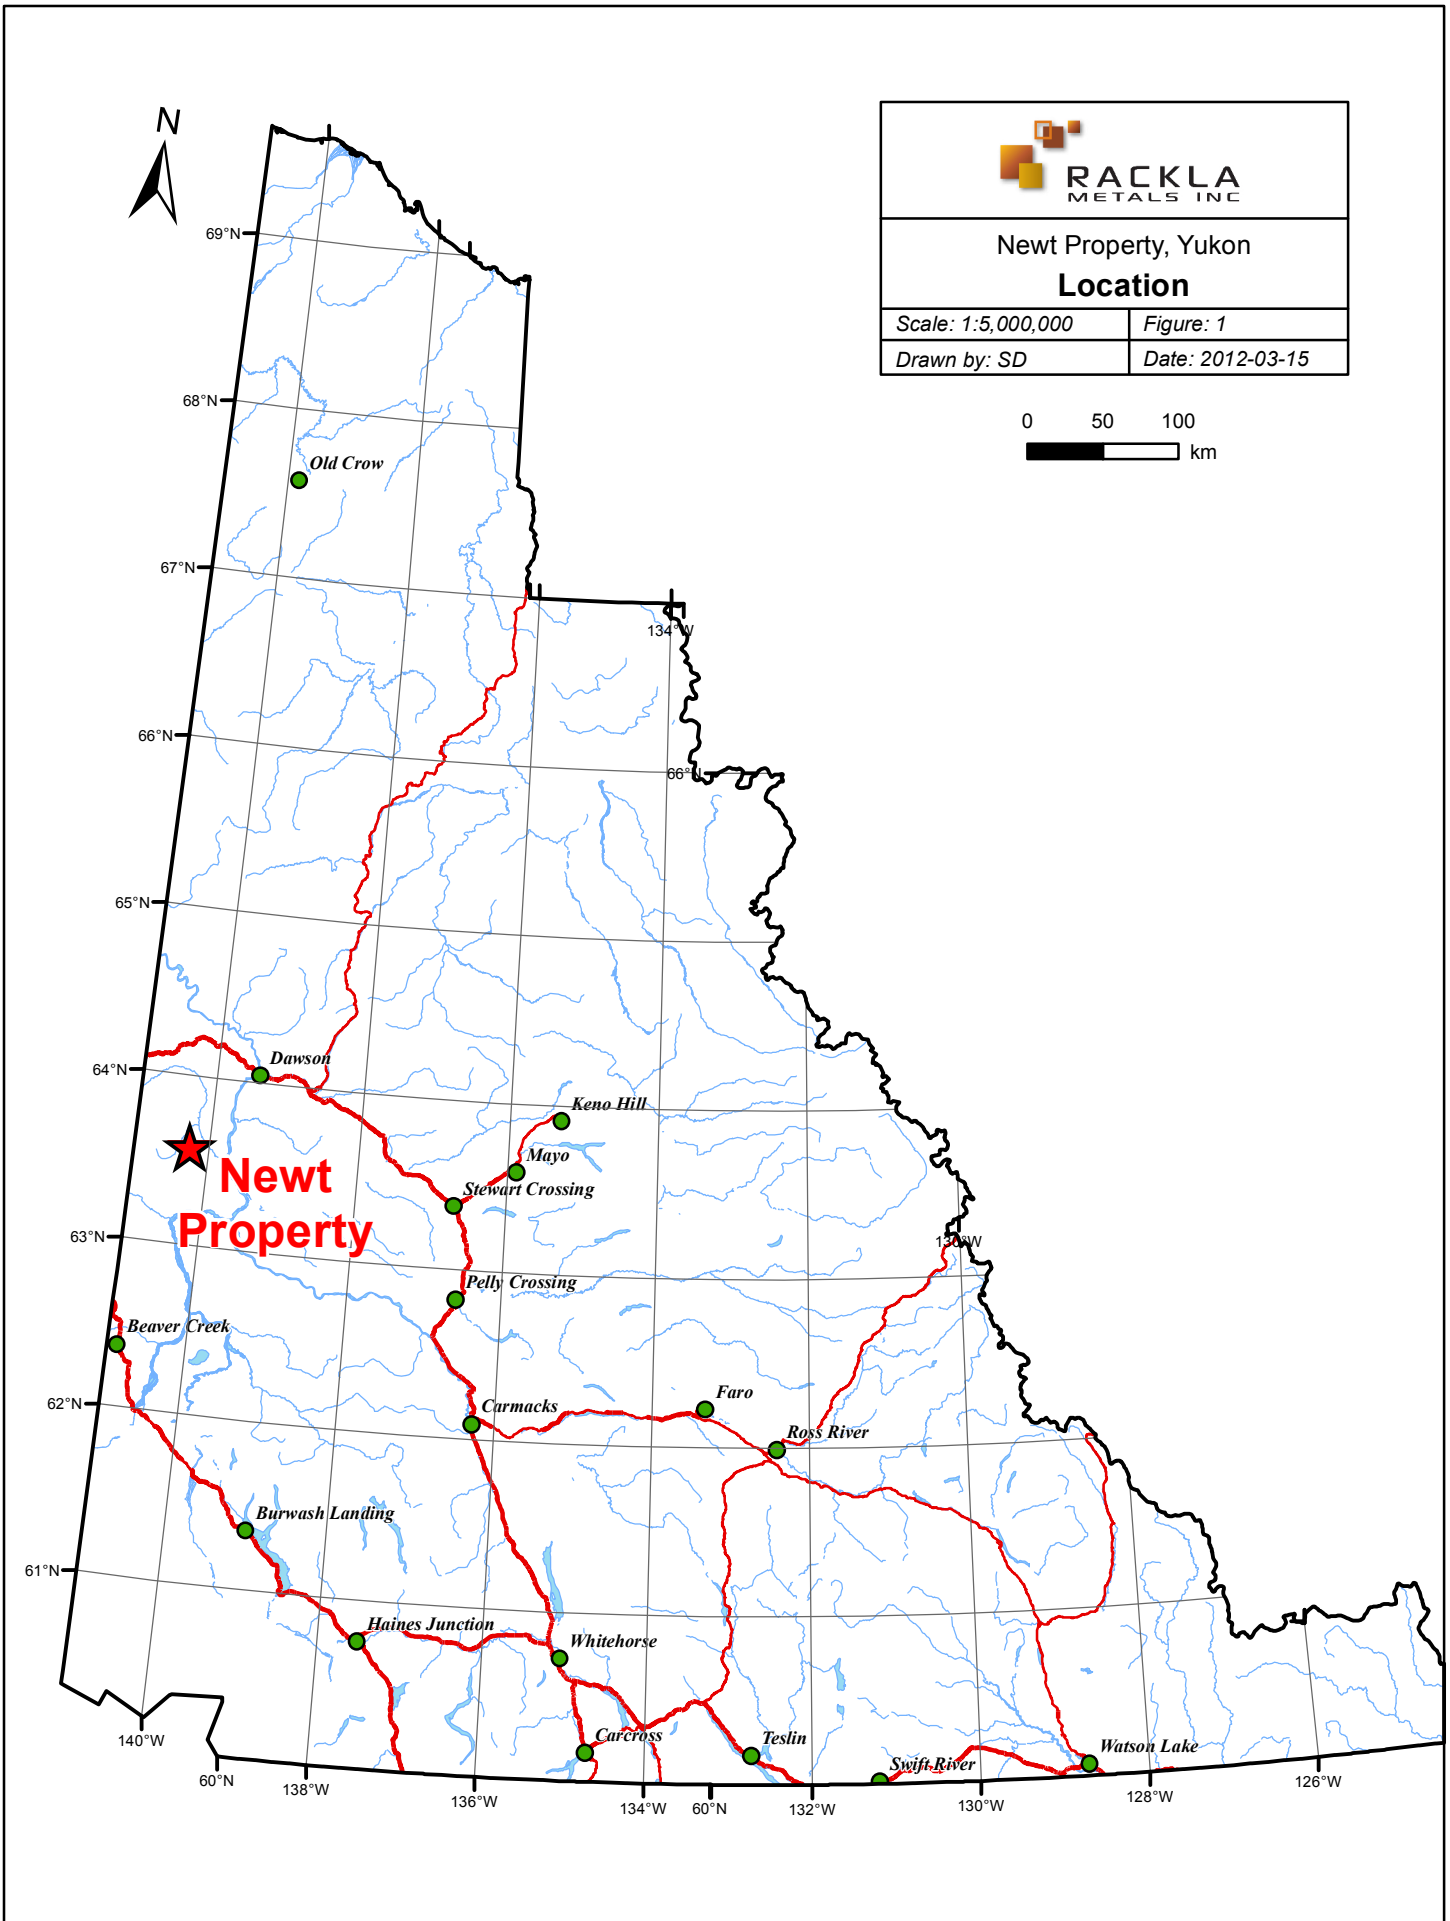 N
RACKLA
METALS INC
Newt Property, Yukon
Location
Scale: 1:5,000,000
Figure: 1
Drawn by: SD
Date: 2012-03-15
0 50 100
km
69°N
68°N
Old Crow
67°N
134°W
66°N
66°N
65°N
Dawson
64°N
Keno Hill
Mayo
Newt
Property
Stewart Crossing
63°N
130°W
Pelly Crossing
Beaver Creek
62°N
Carmacks
Faro
Ross River
Burwash Landing
61°N
Haines Junction
Whitehorse
Carcross
Teslin
Swift River
Watson Lake
140°W
60°N
138°W
136°W
134°W
60°N
132°W
130°W
128°W
126°W